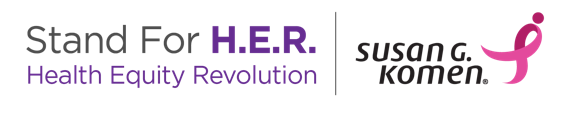 Stand For H.E.R.
Health Equity Revolution
susan g.
komen®